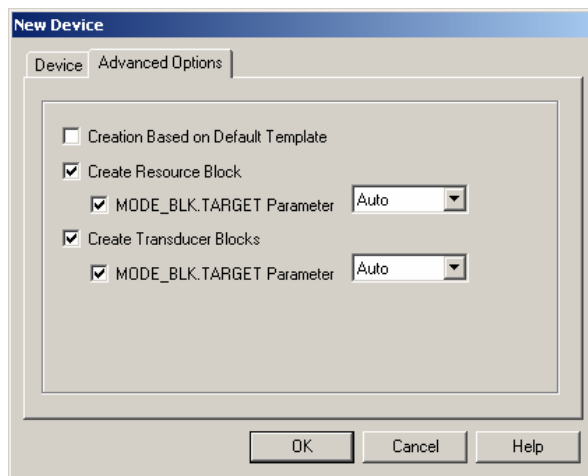 New Device
Device Advanced Options
Creation Based on Default Template
Create Resource Block
MODE_BLK.TARGET Parameter Auto
Create Transducer Blocks
MODE_BLK.TARGET Parameter Auto
OK Cancel Help